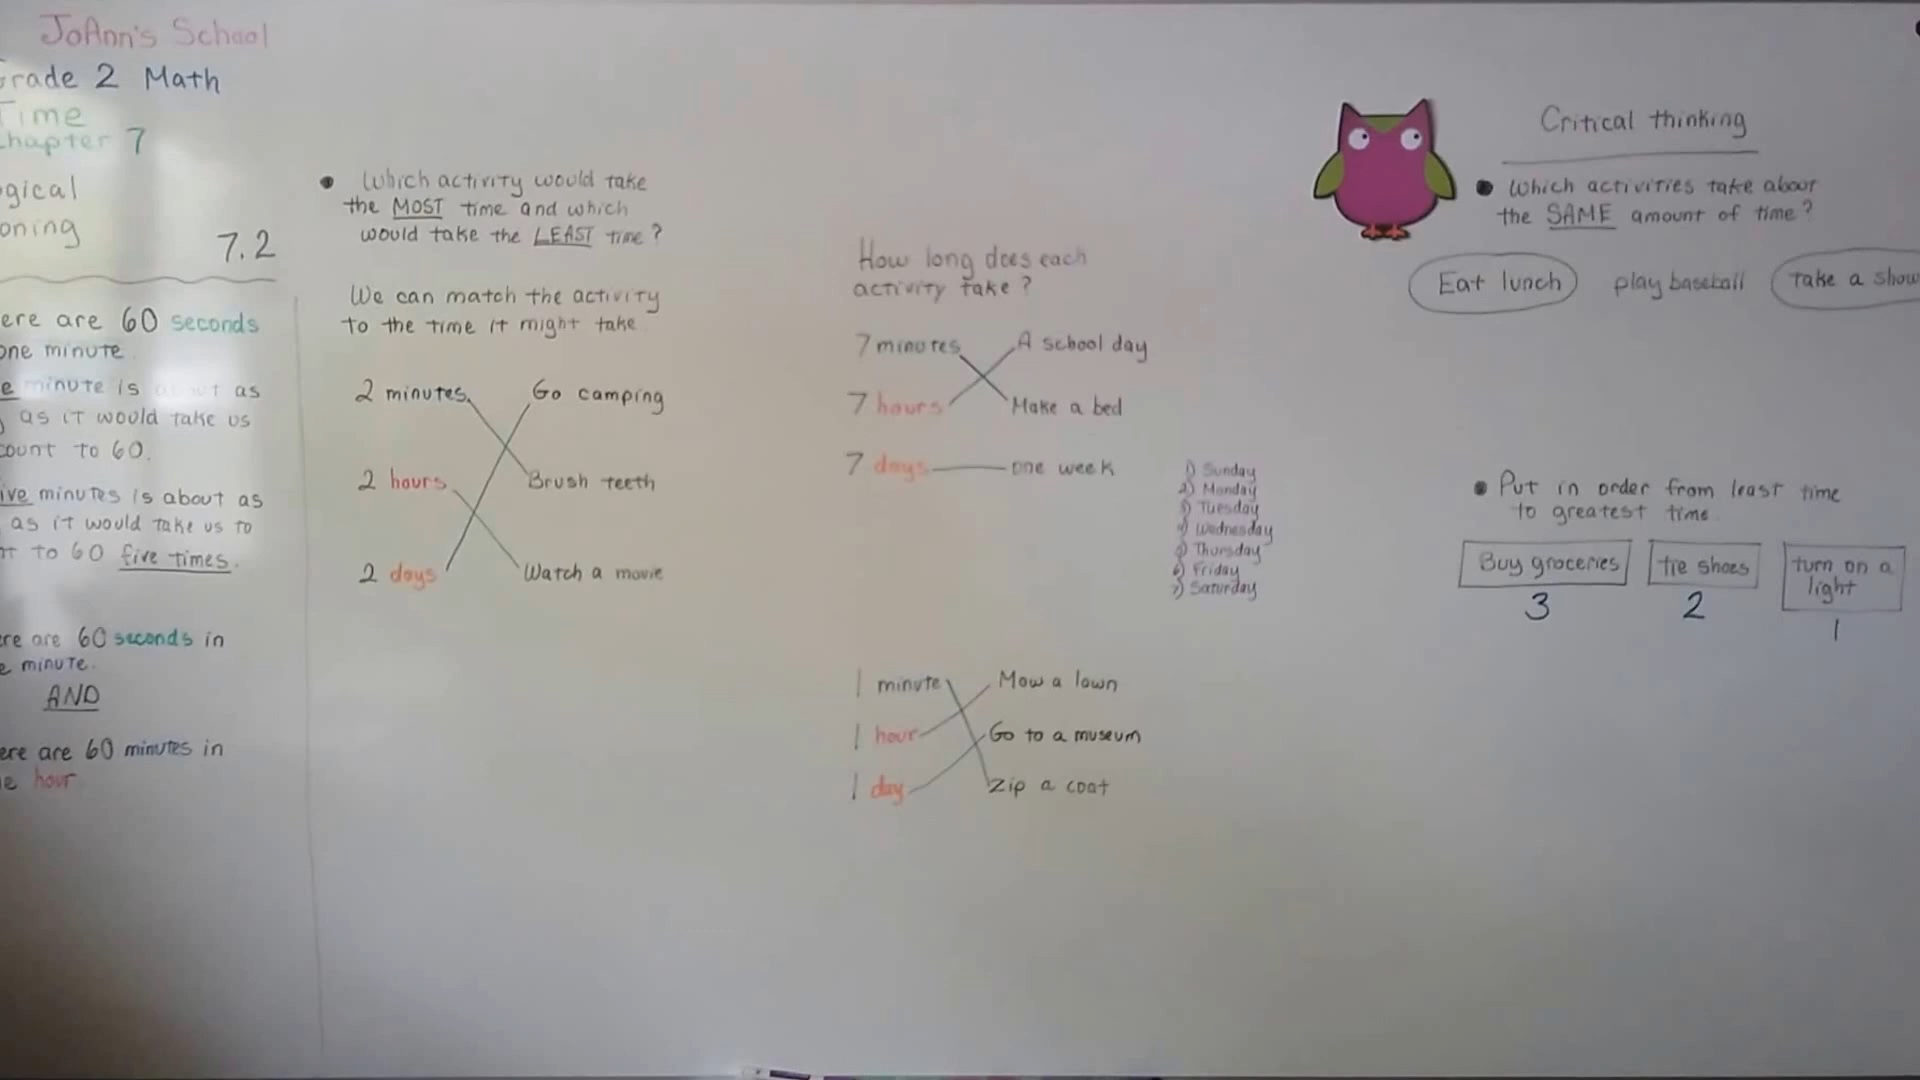 JoAnn's School
Grade 2 Math
Time
Chapter 7
gical
oning
7.2
ere are 60 seconds
one minute.
e minute is about as
as it would take us
count to 60.
ive minutes is about as
as it would take us to
nt to 60 five times.
ere are 60 seconds in
e minute.
AND
ere are 60 minutes in
e hour
• Which activity would take
the MOST time and which
would take the LEAST time?
We can match the activity
to the time it might take.
2 minutes Go camping
2 hours Brush teeth
2 days Watch a movie
How long does each
activity take?
7 minutes A school day
7 hours Make a bed
7 days one week
1) Sunday
2) Monday
3) Tuesday
4) Wednesday
5) Thursday
6) Friday
7) Saturday
1 minute Mow a lawn
1 hour Go to a museum
1 day Zip a coat
Critical thinking
• Which activities take about
the SAME amount of time?
Eat lunch play baseball take a show
• Put in order from least time
to greatest time.
Buy groceries tie shoes turn on a
light
3 2 1